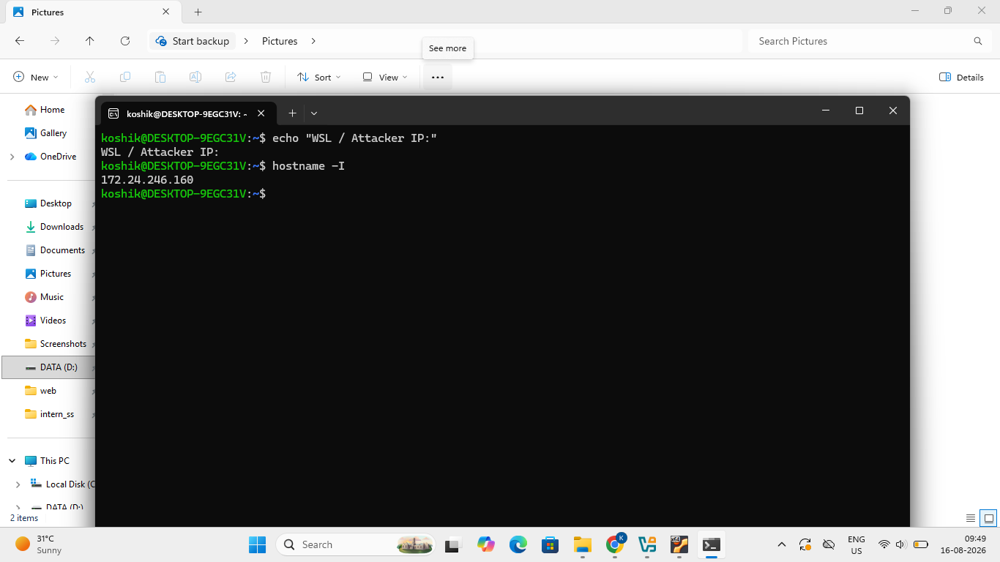 Pictures
Start backup
Pictures
See more
Search Pictures
New
Sort
View
Details
Home
Gallery
OneDrive
Desktop
Downloads
Documents
Pictures
Music
Videos
Screenshots
DATA (D:)
web
intern_ss
This PC
Local Disk (C
DATA (D:)
2 items
koshik@DESKTOP-9EGC31V: ~
koshik@DESKTOP-9EGC31V:~$ echo "WSL / Attacker IP:"
WSL / Attacker IP:
koshik@DESKTOP-9EGC31V:~$ hostname -I
172.24.246.160
koshik@DESKTOP-9EGC31V:~$
31°C
Sunny
Search
K
ENG
US
09:49
16-08-2026